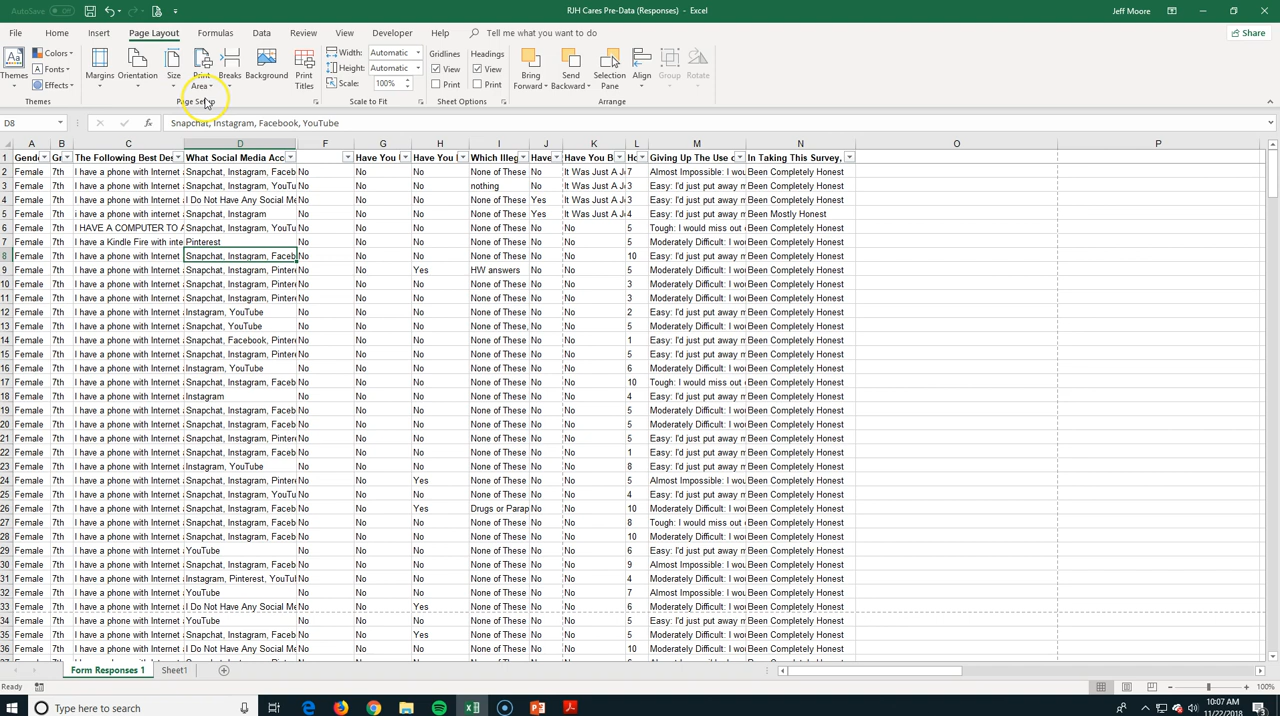 AutoSave Off RJH Cares Pre-Data (Responses) - Excel Jeff Moore
File Home Insert Page Layout Formulas Data Review View Developer Help Tell me what you want to do Share
Themes Colors Fonts Effects Margins Orientation Size Print Area Breaks Background Print Titles Width: Automatic Height: Automatic Scale: 100% Gridlines View Print Headings View Print Bring Forward Send Backward Selection Pane Align Group Rotate
Themes Page Setup Scale to Fit Sheet Options Arrange
D8 fx Snapchat, Instagram, Facebook, YouTube
A B C D F G H I J K L M N O P
1 Gend Gr The Following Best Des What Social Media Acc Have You Have You Which Illeg Have Have You B Ho Giving Up The Use o In Taking This Survey,
2 Female 7th I have a phone with Internet Snapchat, Instagram, Faceb No No No None of These No It Was Just A J 7 Almost Impossible: I wou Been Completely Honest
3 Female 7th I have a phone with Internet Snapchat, Instagram, YouTu No No No nothing No It Was Just A J 3 Easy: I'd just put away m Been Completely Honest
4 Female 7th I have a phone with Internet I Do Not Have Any Social Me No No No None of These Yes It Was Just A J 3 Easy: I'd just put away m Been Completely Honest
5 Female 7th I have a phone with Internet Snapchat, Instagram No No No None of These Yes It Was Just A J 4 Easy: I'd just put away m Been Mostly Honest
6 Female 7th I HAVE A COMPUTER TO A Snapchat, Instagram, YouTu No No No None of These No No 5 Tough: I would miss out o Been Completely Honest
7 Female 7th I have a Kindle Fire with inte Pinterest No No No None of These No No 5 Moderately Difficult: I wou Been Completely Honest
8 Female 7th I have a phone with Internet Snapchat, Instagram, Faceb No No No None of These No No 10 Easy: I'd just put away m Been Completely Honest
9 Female 7th I have a phone with Internet Snapchat, Instagram, Pintere No No Yes HW answers No No 5 Moderately Difficult: I wou Been Completely Honest
10 Female 7th I have a phone with Internet Snapchat, Instagram, Pintere No No No None of These No No 3 Easy: I'd just put away m Been Completely Honest
11 Female 7th I have a phone with Internet Snapchat, Instagram, Pintere No No No None of These No No 3 Moderately Difficult: I wou Been Completely Honest
12 Female 7th I have a phone with Internet Instagram, YouTube No No No None of These No No 2 Easy: I'd just put away m Been Completely Honest
13 Female 7th I have a phone with Internet Snapchat, YouTube No No No None of These, No No 5 Moderately Difficult: I wou Been Completely Honest
14 Female 7th I have a phone with Internet Snapchat, Facebook, Pintere No No No None of These No No 1 Easy: I'd just put away m Been Completely Honest
15 Female 7th I have a phone with Internet Snapchat, Instagram, Pintere No No No None of These No No 5 Moderately Difficult: I wou Been Completely Honest
16 Female 7th I have a phone with Internet Instagram, YouTube No No No None of These No No 6 Moderately Difficult: I wou Been Completely Honest
17 Female 7th I have a phone with Internet Snapchat, Instagram, Faceb No No No None of These No No 10 Tough: I would miss out o Been Completely Honest
18 Female 7th I have a phone with Internet Instagram No No No None of These No No 4 Easy: I'd just put away m Been Completely Honest
19 Female 7th I have a phone with Internet Snapchat, Instagram, Faceb No No No None of These No No 5 Moderately Difficult: I wou Been Completely Honest
20 Female 7th I have a phone with Internet Snapchat, Instagram, Faceb No No No None of These No No 5 Moderately Difficult: I wou Been Completely Honest
21 Female 7th I have a phone with Internet Snapchat, Instagram, Pintere No No No None of These No No 5 Easy: I'd just put away m Been Completely Honest
22 Female 7th I have a phone with Internet Snapchat, Instagram, Faceb No No No None of These No No 1 Easy: I'd just put away m Been Completely Honest
23 Female 7th I have a phone with Internet Instagram, YouTube No No No None of These No No 8 Easy: I'd just put away m Been Completely Honest
24 Female 7th I have a phone with Internet Snapchat, Instagram, Pintere No No Yes None of These No No 5 Almost Impossible: I wou Been Completely Honest
25 Female 7th I have a phone with Internet Snapchat, Instagram, YouTu No No No None of These No No 4 Easy: I'd just put away m Been Completely Honest
26 Female 7th I have a phone with Internet Snapchat, Instagram, Faceb No No Yes Drugs or Parap No No 10 Easy: I'd just put away m Been Completely Honest
27 Female 7th I have a phone with Internet Snapchat, Instagram, Faceb No No No None of These No No 8 Tough: I would miss out o Been Completely Honest
28 Female 7th I have a phone with Internet Snapchat, Instagram, Faceb No No No None of These No No 10 Easy: I'd just put away m Been Completely Honest
29 Female 7th I have a phone with Internet YouTube No No No None of These No No 6 Easy: I'd just put away m Been Completely Honest
30 Female 7th I have a phone with Internet Snapchat, Instagram, Faceb No No No None of These No No 9 Almost Impossible: I wou Been Completely Honest
31 Female 7th I have a phone with Internet Instagram, Pinterest, YouTul No No No None of These No No 4 Moderately Difficult: I wou Been Completely Honest
32 Female 7th I have a phone with Internet YouTube No No No None of These No No 7 Almost Impossible: I wou Been Completely Honest
33 Female 7th I have a phone with Internet I Do Not Have Any Social Me No No Yes None of These No No 6 Moderately Difficult: I wou Been Completely Honest
34 Female 7th I have a phone with Internet YouTube No No No None of These No No 5 Easy: I'd just put away m Been Completely Honest
35 Female 7th I have a phone with Internet Snapchat, Instagram, Faceb No No Yes None of These No No 5 Moderately Difficult: I wou Been Completely Honest
36 Female 7th I have a phone with Internet I Do Not Have Any Social Me No No No None of These No No 10 Moderately Difficult: I wou Been Completely Honest
Form Responses 1 Sheet1
Ready 100%
Type here to search 10:07 AM
11/22/2018